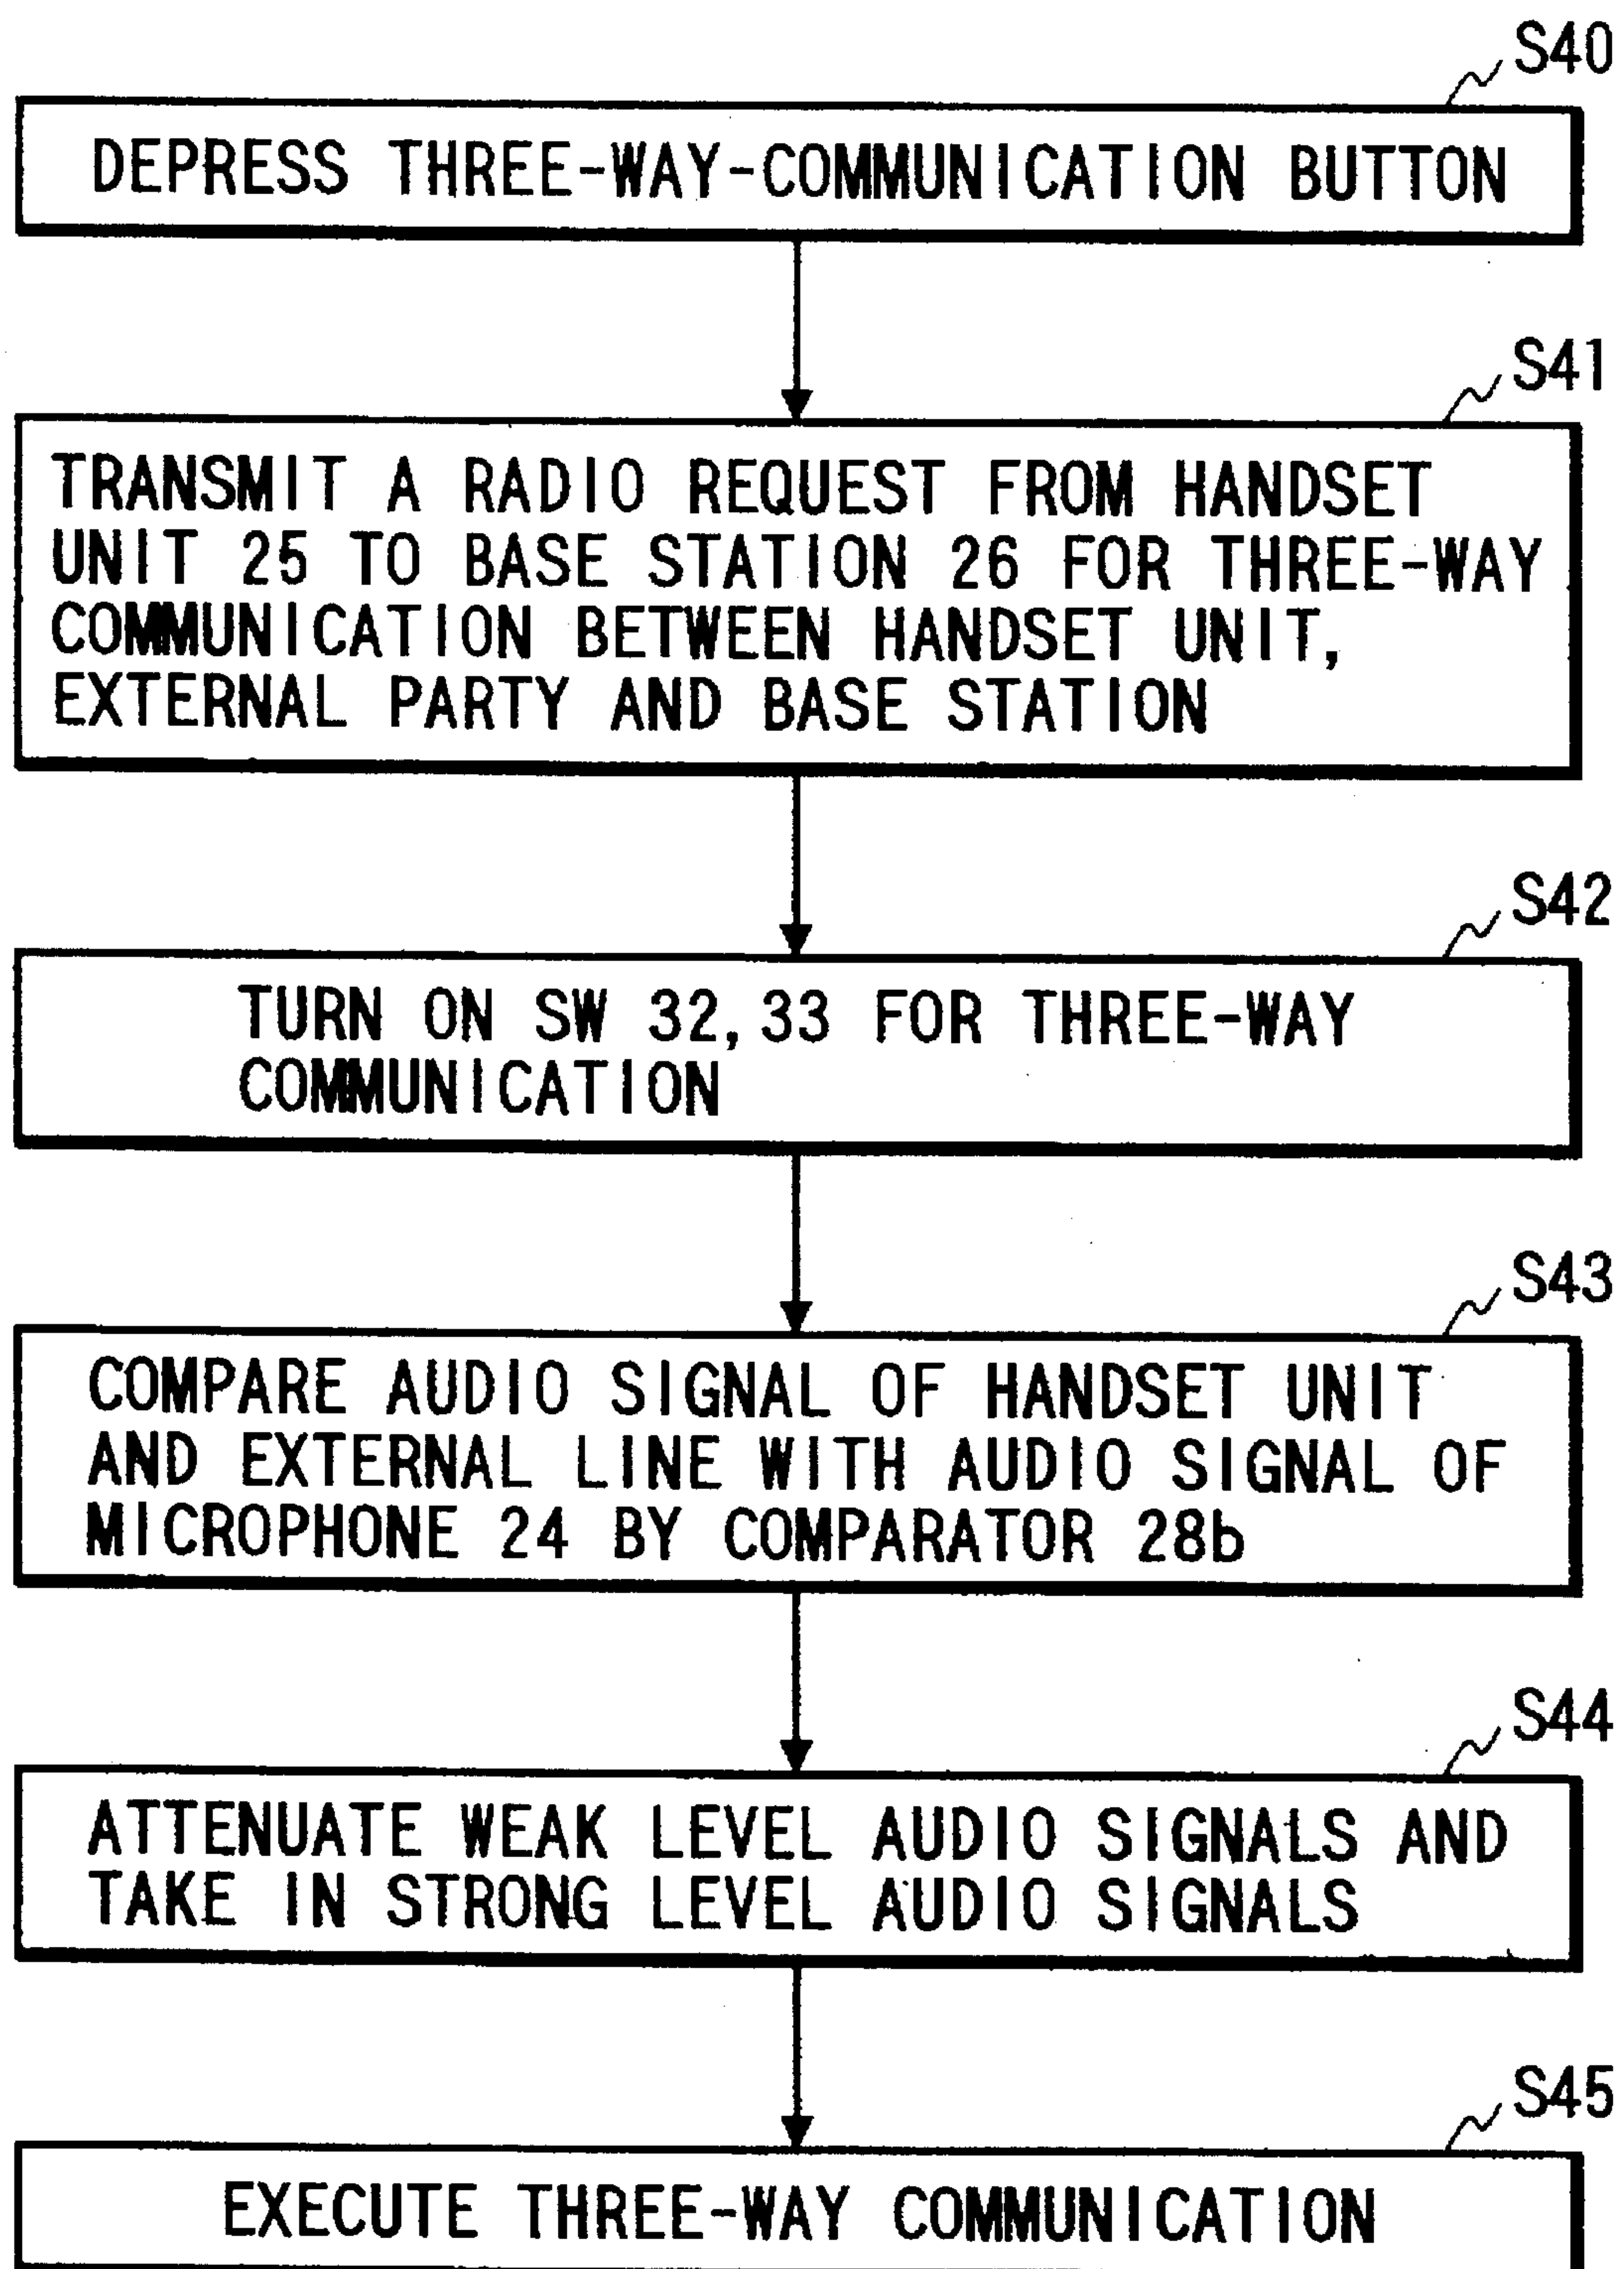 S40
DEPRESS THREE-WAY-COMMUNICATION BUTTON
S41
TRANSMIT A RADIO REQUEST FROM HANDSET
UNIT 25 TO BASE STATION 26 FOR THREE-WAY
COMMUNICATION BETWEEN HANDSET UNIT,
EXTERNAL PARTY AND BASE STATION
S42
TURN ON SW 32, 33 FOR THREE-WAY
COMMUNICATION
S43
COMPARE AUDIO SIGNAL OF HANDSET UNIT
AND EXTERNAL LINE WITH AUDIO SIGNAL OF
MICROPHONE 24 BY COMPARATOR 28b
S44
ATTENUATE WEAK LEVEL AUDIO SIGNALS AND
TAKE IN STRONG LEVEL AUDIO SIGNALS
S45
EXECUTE THREE-WAY COMMUNICATION